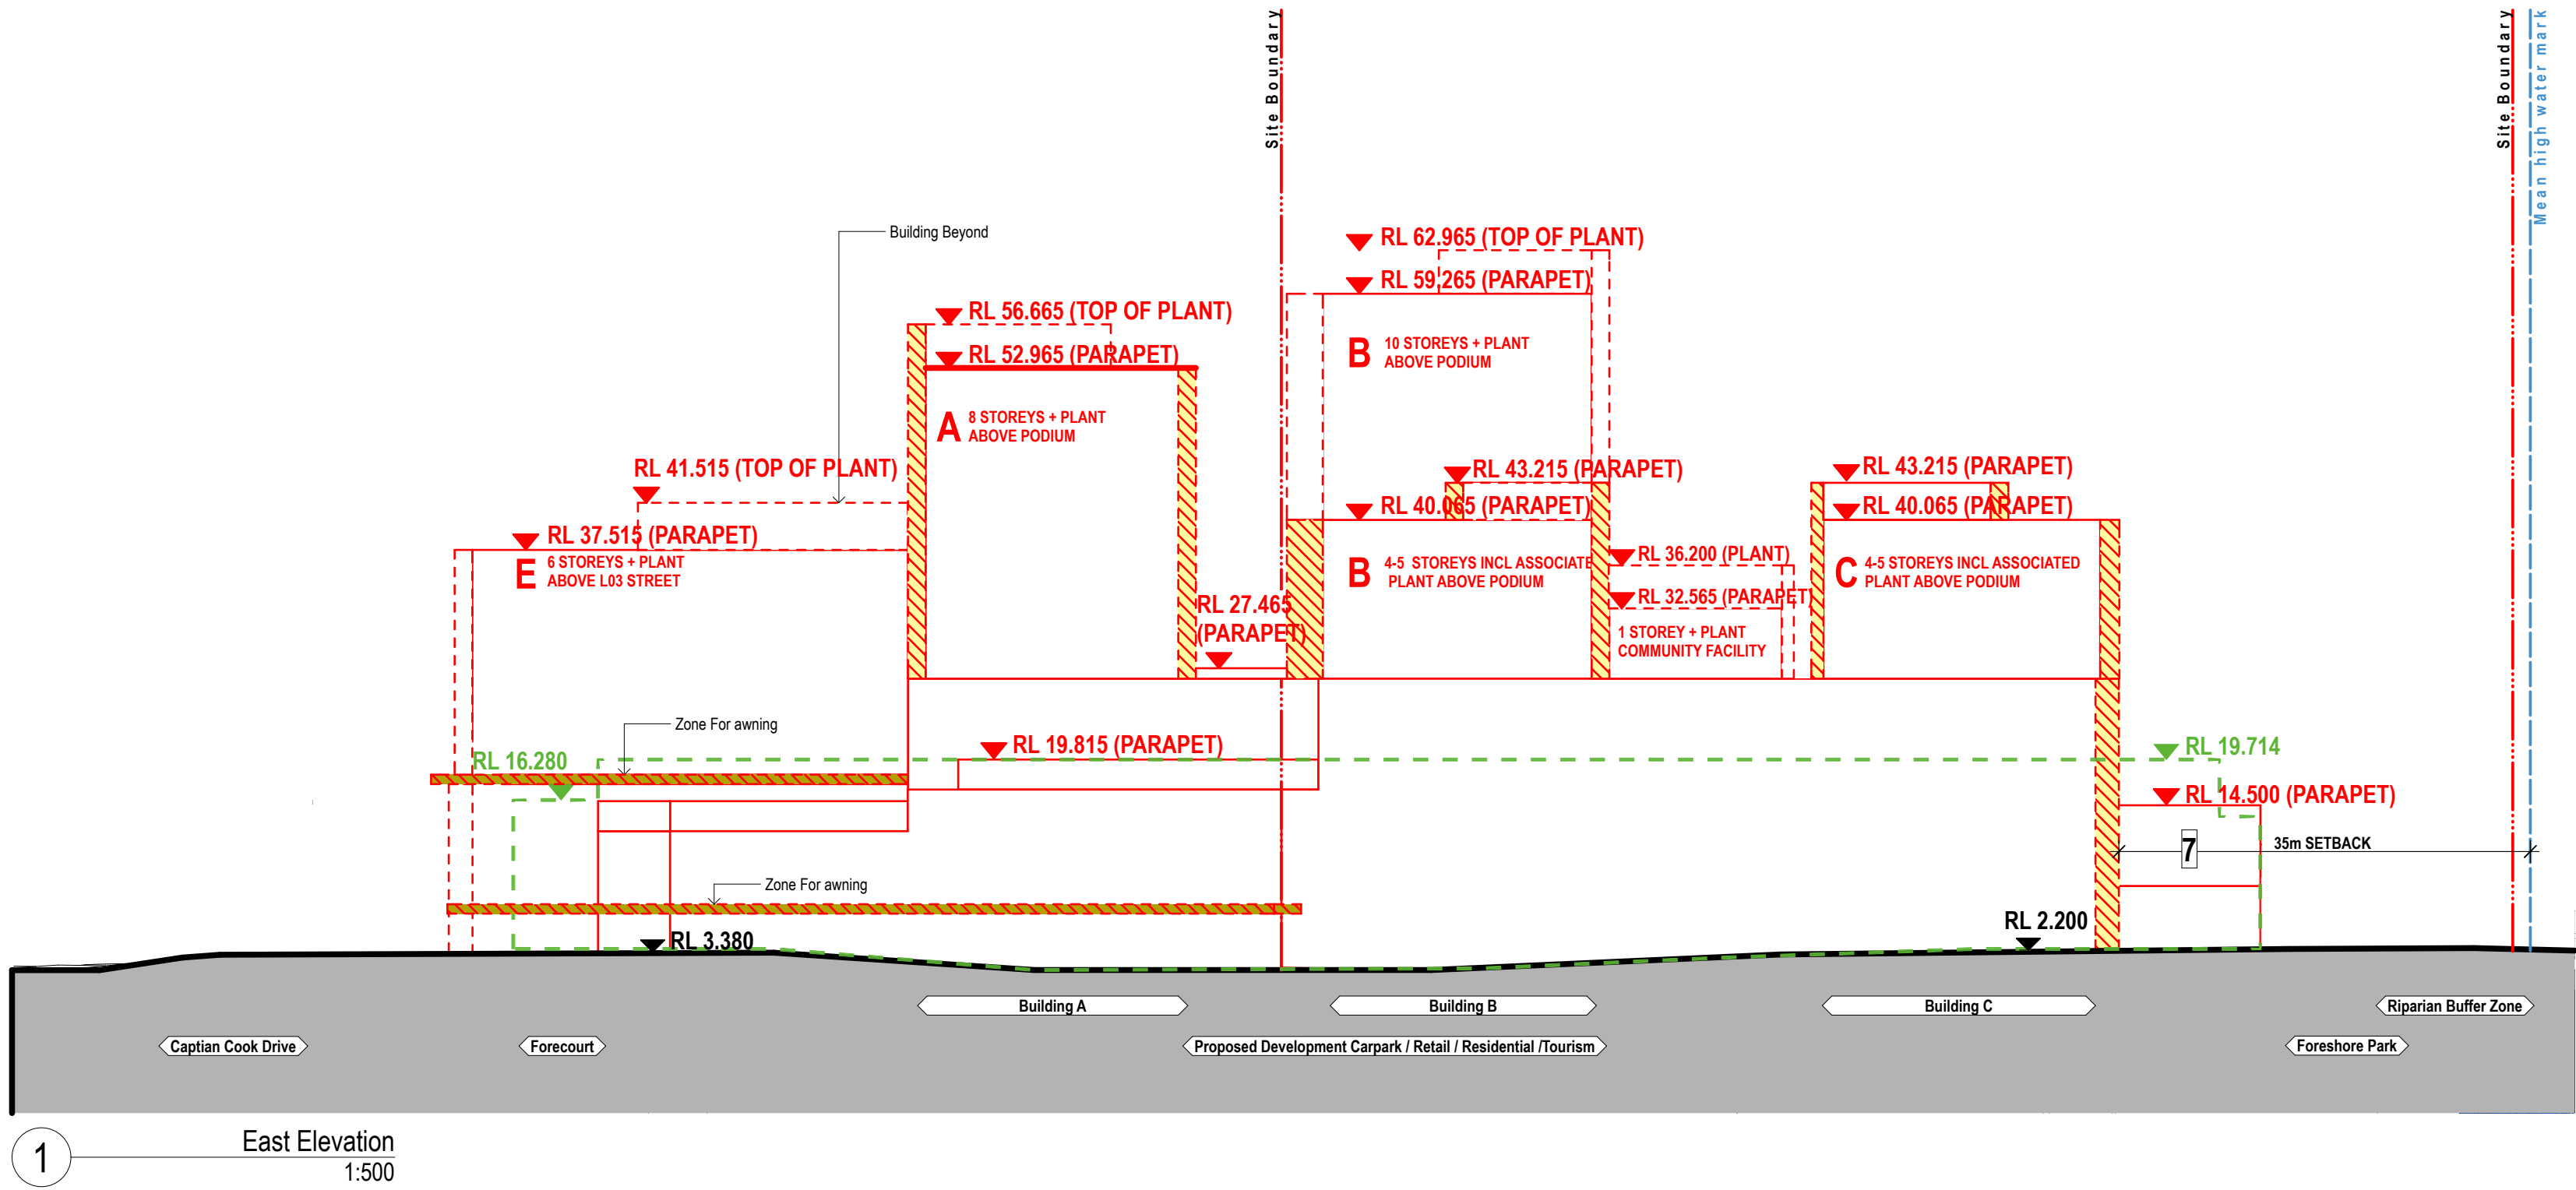 Site Boundary
Site Boundary
Mean high water mark
Building Beyond
RL 62.965 (TOP OF PLANT)
RL 59.265 (PARAPET)
RL 56.665 (TOP OF PLANT)
RL 52.965 (PARAPET)
B
10 STOREYS + PLANT
ABOVE PODIUM
A
8 STOREYS + PLANT
ABOVE PODIUM
RL 41.515 (TOP OF PLANT)
RL 43.215 (PARAPET)
RL 43.215 (PARAPET)
RL 40.065 (PARAPET)
RL 40.065 (PARAPET)
RL 37.515 (PARAPET)
E
6 STOREYS + PLANT
ABOVE L03 STREET
B
4-5 STOREYS INCL ASSOCIATE
PLANT ABOVE PODIUM
RL 36.200 (PLANT)
C
4-5 STOREYS INCL ASSOCIATED
PLANT ABOVE PODIUM
RL 27.465
(PARAPET)
RL 32.565 (PARAPET)
1 STOREY + PLANT
COMMUNITY FACILITY
Zone For awning
RL 16.280
RL 19.815 (PARAPET)
RL 19.714
RL 14.500 (PARAPET)
7
35m SETBACK
Zone For awning
RL 3.380
RL 2.200
Building A
Building B
Building C
Riparian Buffer Zone
Captian Cook Drive
Forecourt
Proposed Development Carpark / Retail / Residential /Tourism
Foreshore Park
1
East Elevation
1:500